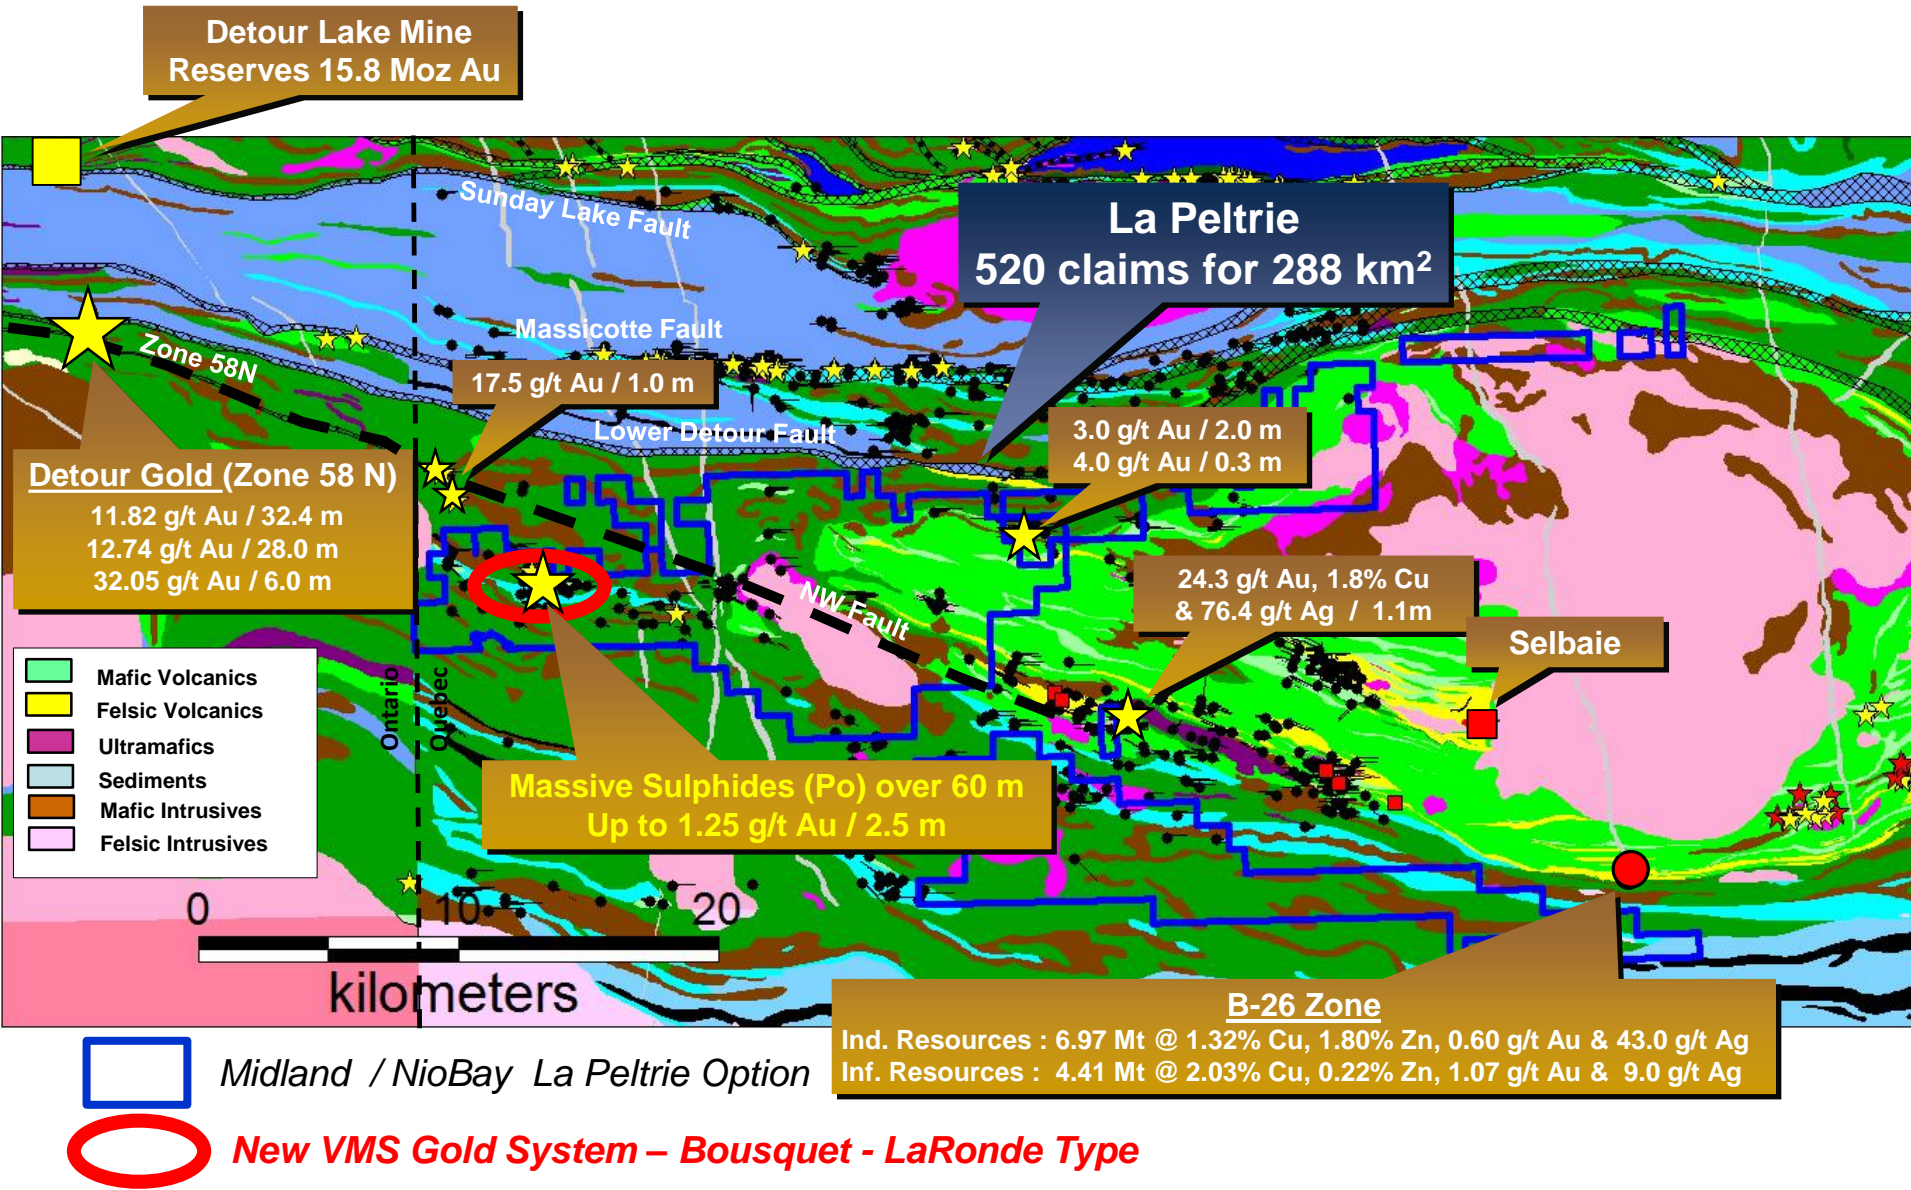 Detour Lake Mine
Reserves 15.8 Moz Au
Sunday Lake Fault
La Peltrie
520 claims for 288 km²
Massicotte Fault
Zone 58N
17.5 g/t Au / 1.0 m
Lower Detour Fault
3.0 g/t Au / 2.0 m
4.0 g/t Au / 0.3 m
Detour Gold (Zone 58 N)
11.82 g/t Au / 32.4 m
12.74 g/t Au / 28.0 m
32.05 g/t Au / 6.0 m
NW Fault
24.3 g/t Au, 1.8% Cu
& 76.4 g/t Ag / 1.1m
Selbaie
Mafic Volcanics
Felsic Volcanics
Ultramafics
Sediments
Mafic Intrusives
Felsic Intrusives
Ontario
Quebec
Massive Sulphides (Po) over 60 m
Up to 1.25 g/t Au / 2.5 m
0 10 20
kilometers
B-26 Zone
Ind. Resources : 6.97 Mt @ 1.32% Cu, 1.80% Zn, 0.60 g/t Au & 43.0 g/t Ag
Inf. Resources : 4.41 Mt @ 2.03% Cu, 0.22% Zn, 1.07 g/t Au & 9.0 g/t Ag
Midland / NioBay La Peltrie Option
New VMS Gold System – Bousquet - LaRonde Type